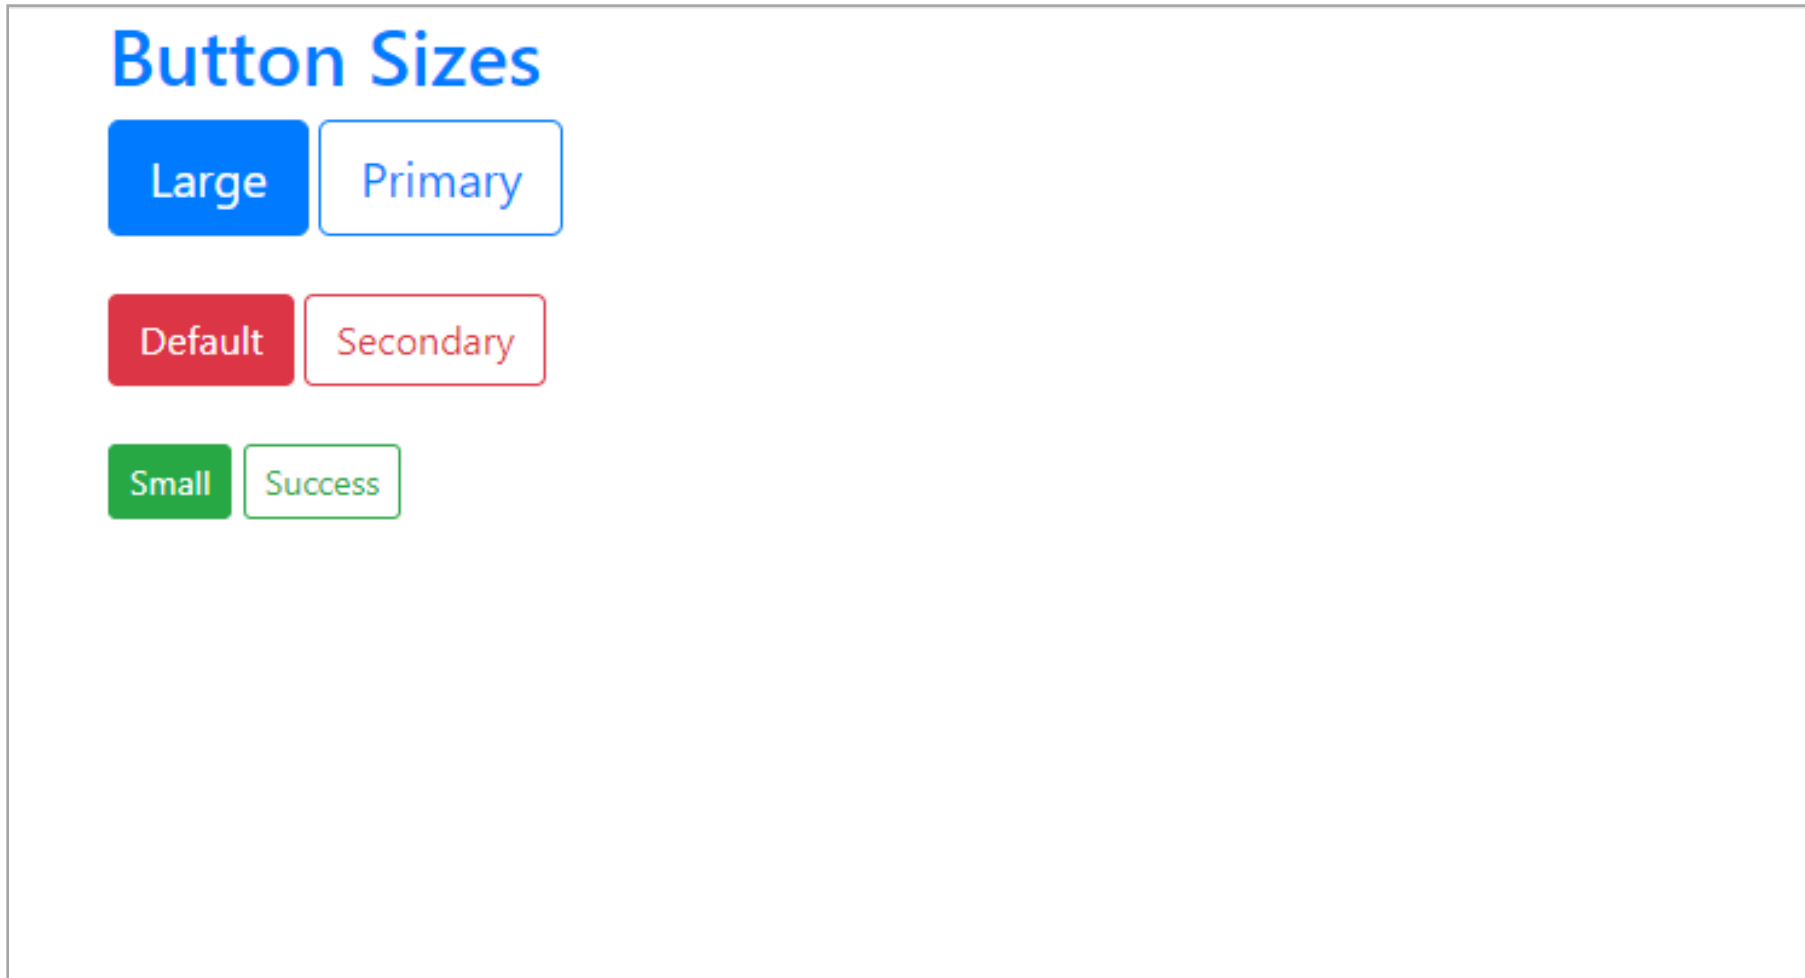 Button Sizes
Large Primary
Default Secondary
Small Success